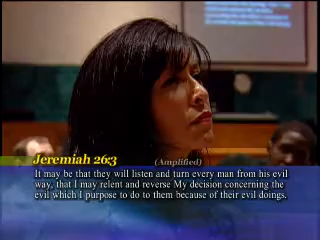 Jeremiah 26:3 (Amplified)
It may be that they will listen and turn every man from his evil
way, that I may relent and reverse My decision concerning the
evil which I purpose to do to them because of their evil doings.